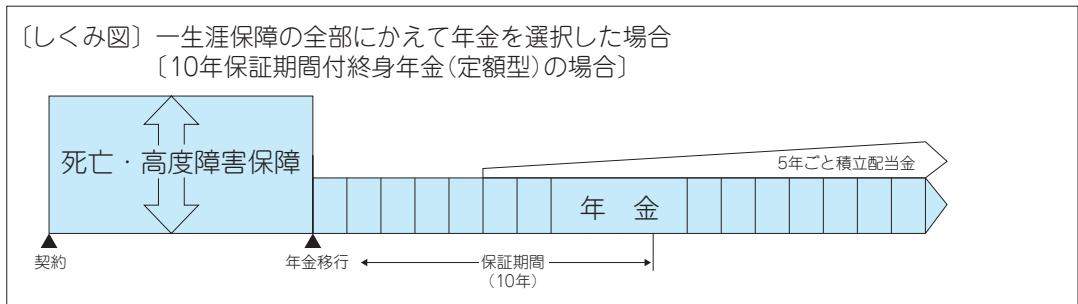 〔しくみ図〕一生涯保障の全部にかえて年金を選択した場合
〔10年保証期間付終身年金(定額型)の場合〕
死亡・高度障害保障
5年ごと積立配当金
年 金
契約
年金移行
保証期間
(10年)